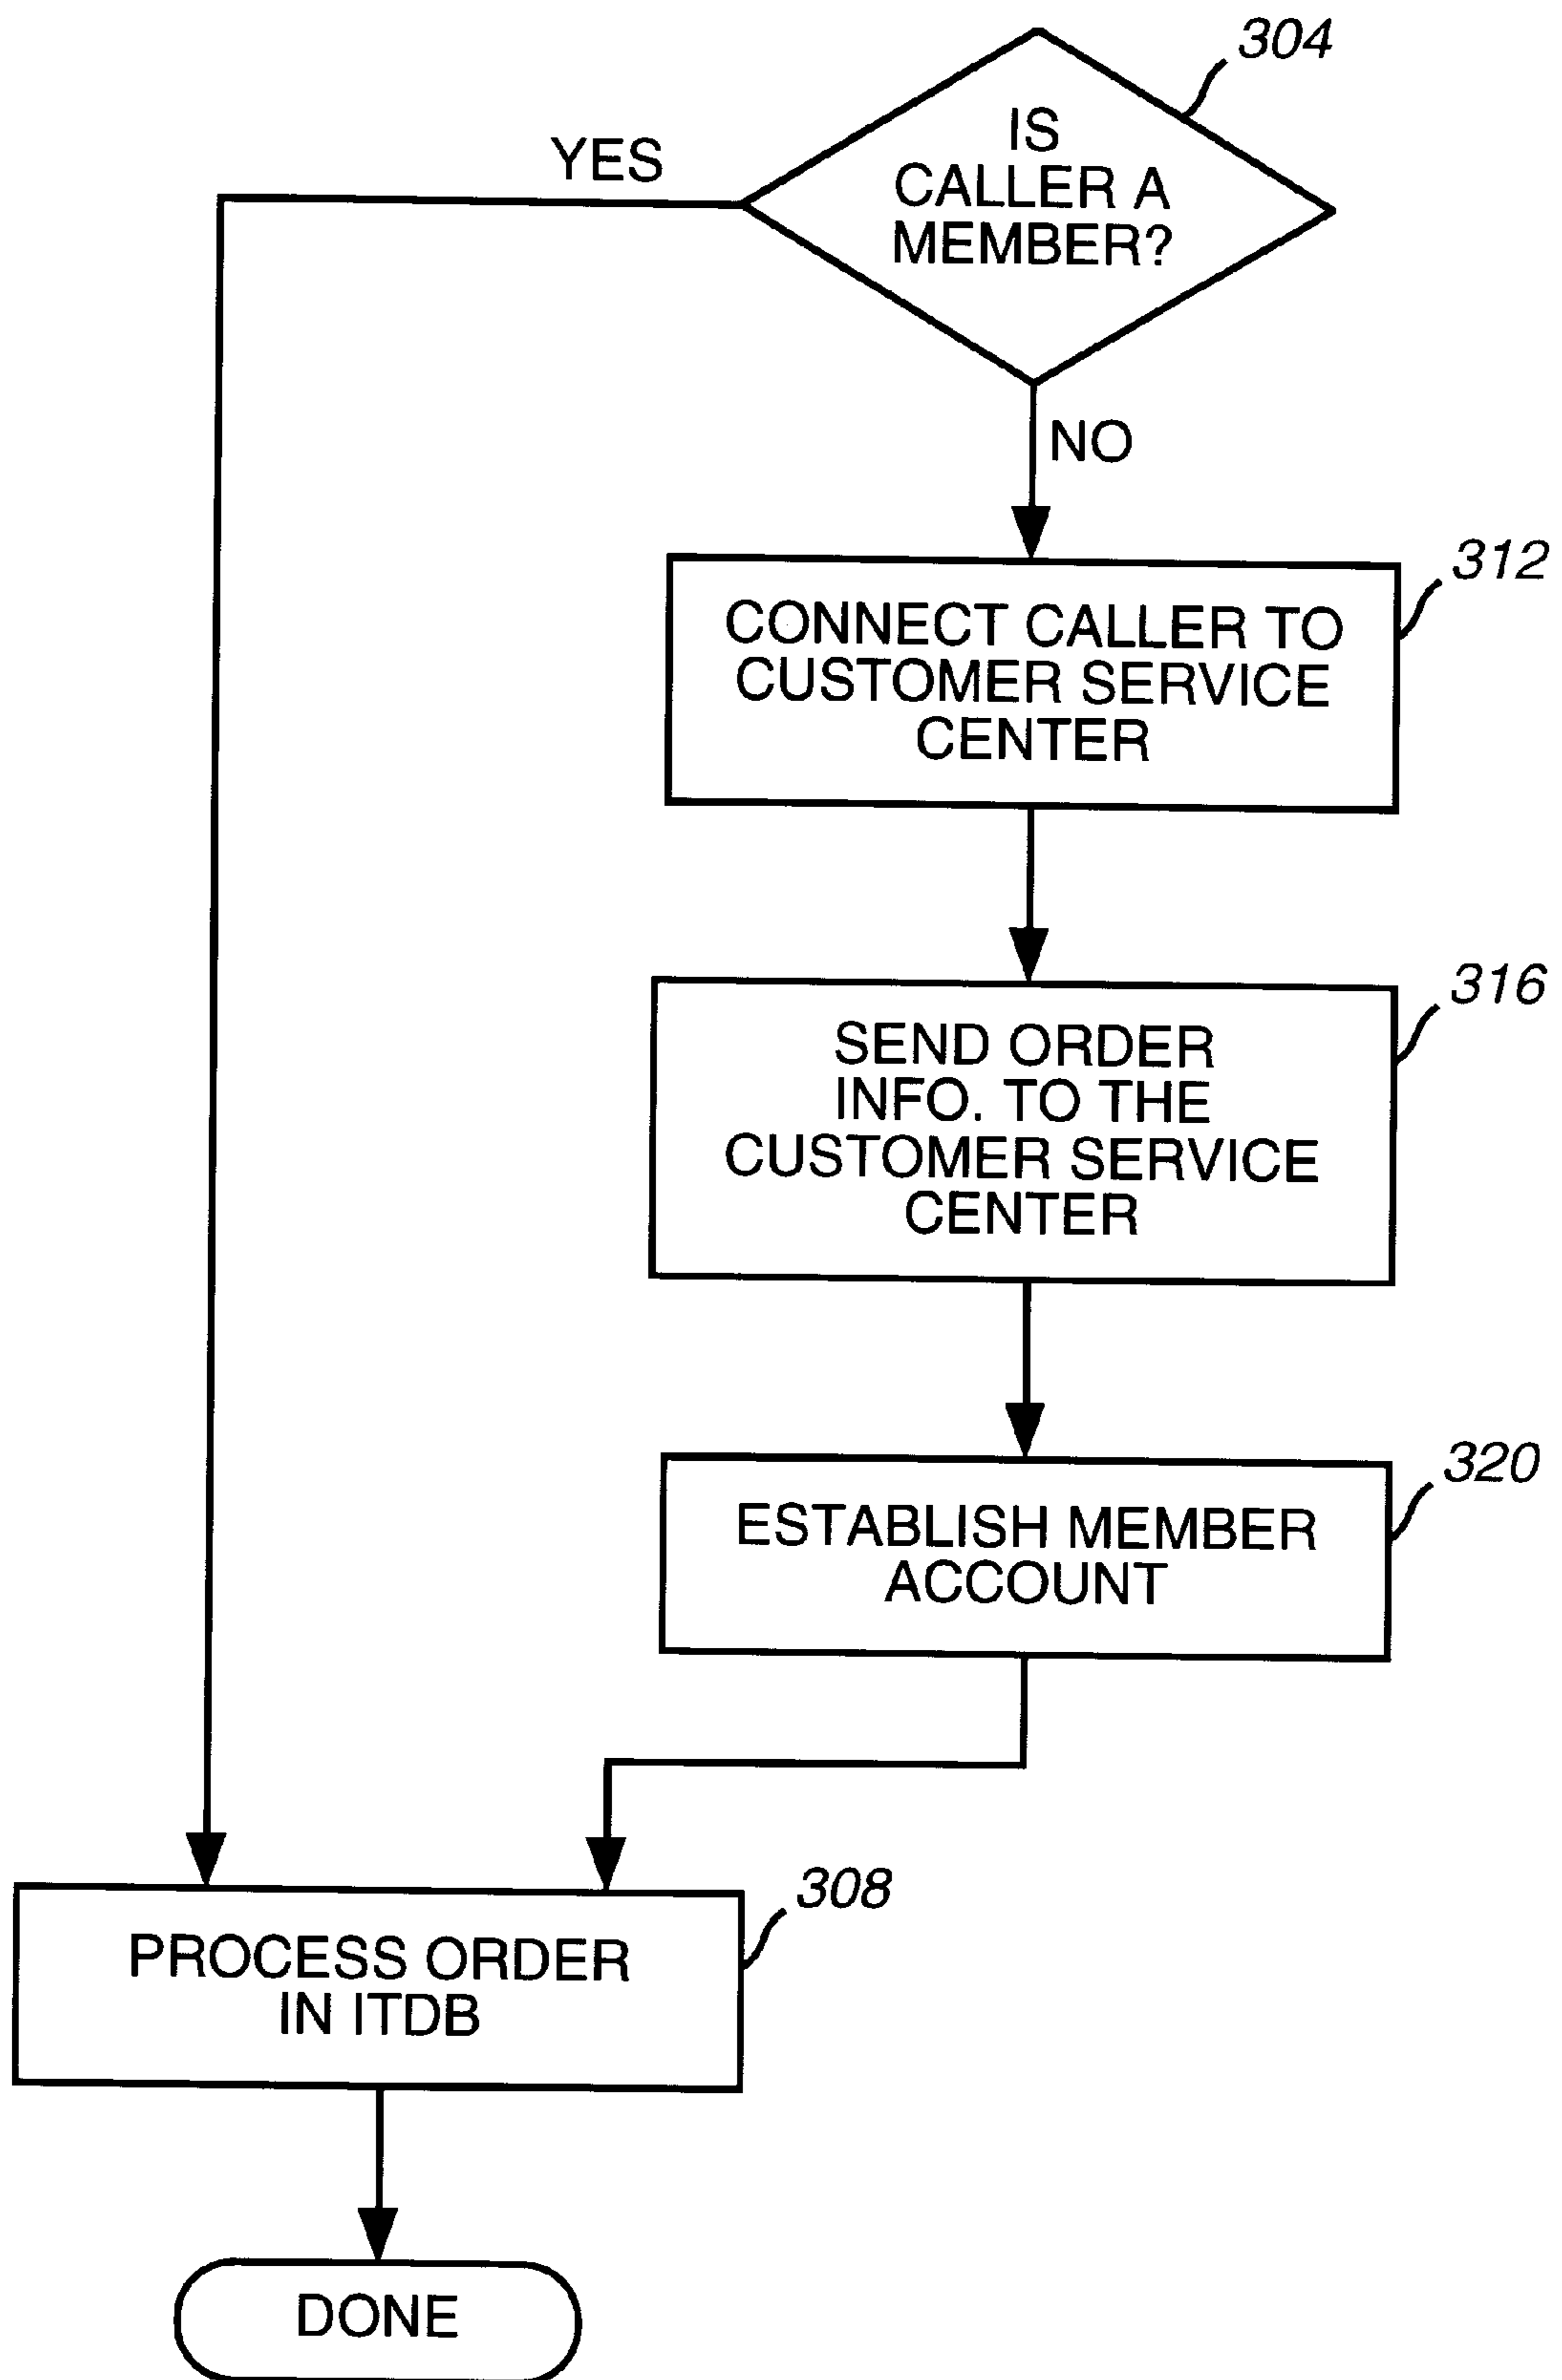 304
IS
CALLER A
MEMBER?
YES
NO
312
CONNECT CALLER TO
CUSTOMER SERVICE
CENTER
316
SEND ORDER
INFO. TO THE
CUSTOMER SERVICE
CENTER
320
ESTABLISH MEMBER
ACCOUNT
308
PROCESS ORDER
IN ITDB
DONE